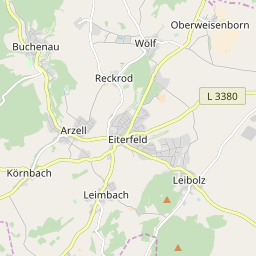 Oberweisenborn
Wölf
Buchenau
Reckrod
L 3380
Arzell
Eiterfeld
Körnbach
Leibolz
Leimbach